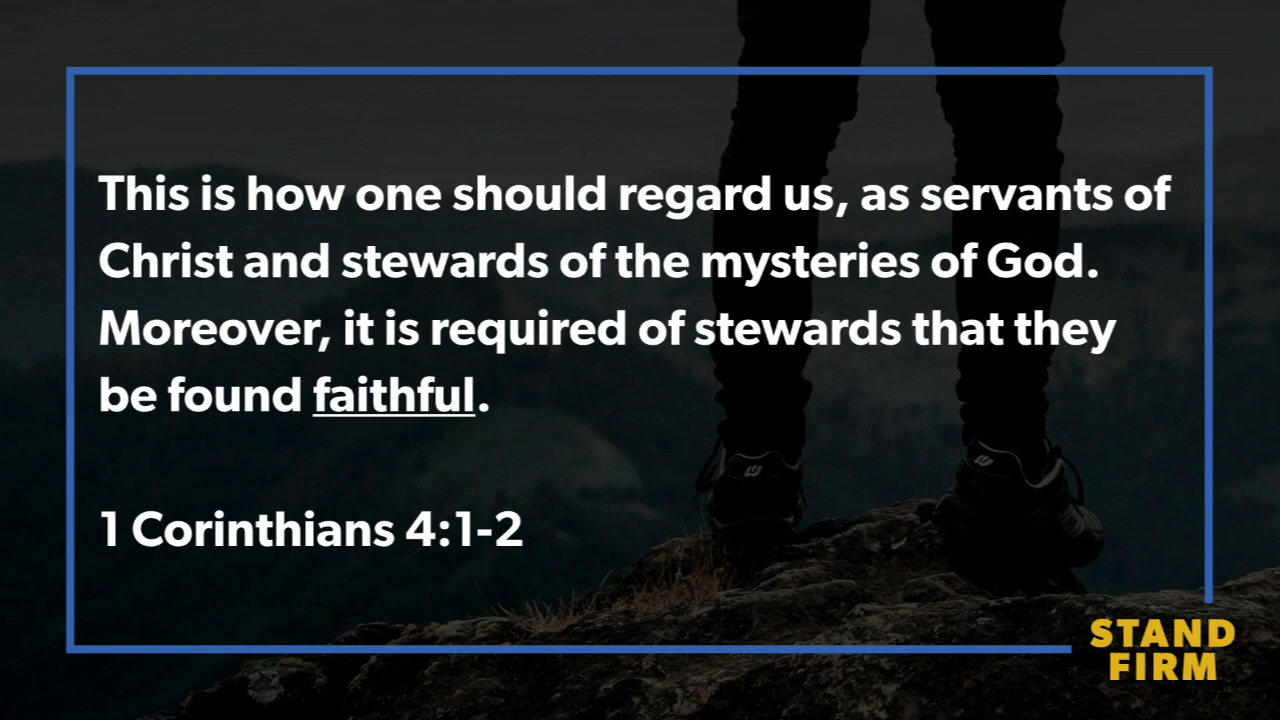 This is how one should regard us, as servants of
Christ and stewards of the mysteries of God.
Moreover, it is required of stewards that they
be found faithful.
1 Corinthians 4:1-2
STAND
FIRM